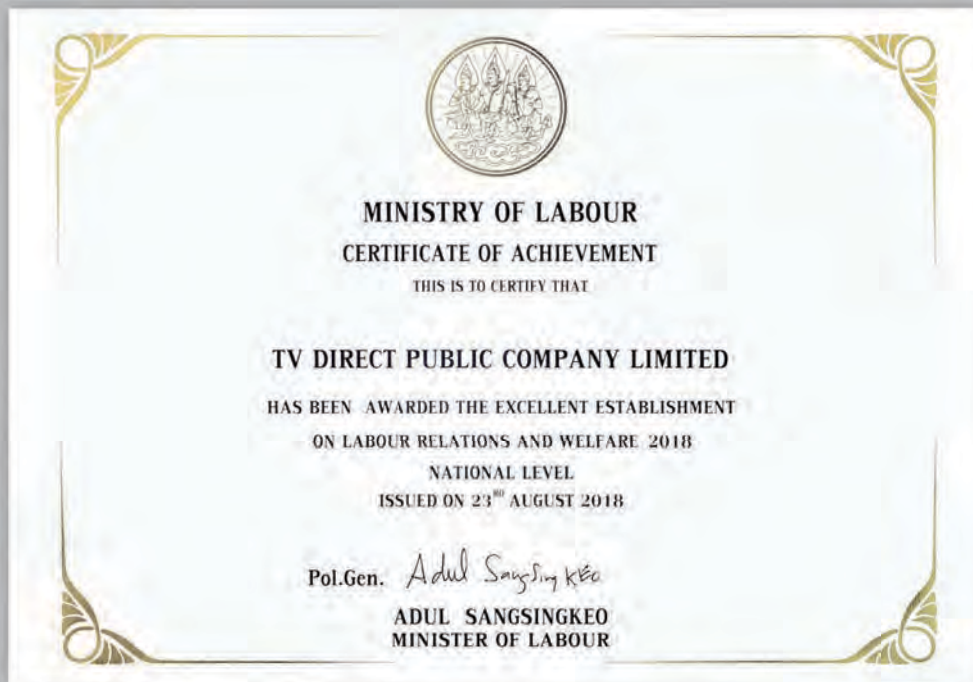 MINISTRY OF LABOUR
CERTIFICATE OF ACHIEVEMENT
THIS IS TO CERTIFY THAT
TV DIRECT PUBLIC COMPANY LIMITED
HAS BEEN AWARDED THE EXCELLENT ESTABLISHMENT
ON LABOUR RELATIONS AND WELFARE 2018
NATIONAL LEVEL
ISSUED ON 23RD AUGUST 2018
Pol.Gen. Adul SangSingKEo
ADUL SANGSINGKEO
MINISTER OF LABOUR